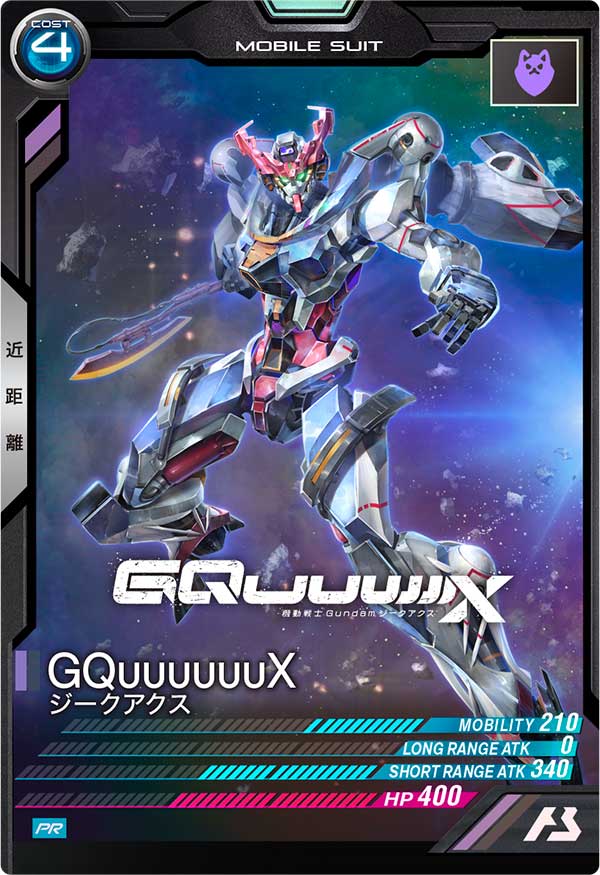 COST
4
MOBILE SUIT
近距離
GQuuuuuuX
機動戦士Gundam ジークアクス
GQuuuuuuX
ジークアクス
MOBILITY 210
LONG RANGE ATK 0
SHORT RANGE ATK 340
HP 400
PR